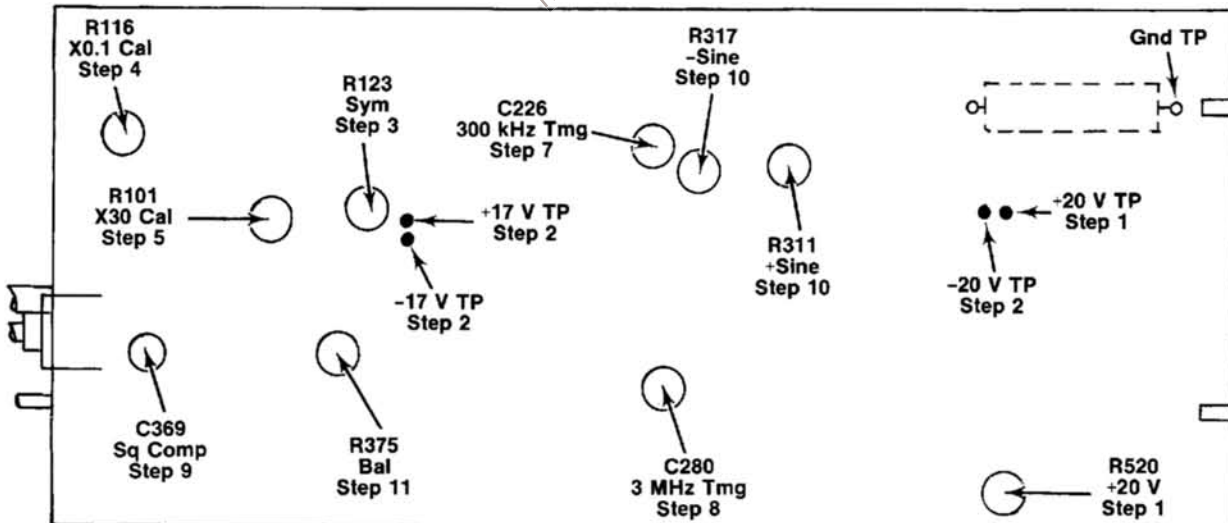 R116
X0.1 Cal
Step 4
R123
Sym
Step 3
R317
–Sine
Step 10
Gnd TP
C226
300 kHz Tmg
Step 7
R101
X30 Cal
Step 5
+17 V TP
Step 2
–17 V TP
Step 2
R311
+Sine
Step 10
+20 V TP
Step 1
–20 V TP
Step 2
C369
Sq Comp
Step 9
R375
Bal
Step 11
C280
3 MHz Tmg
Step 8
R520
+20 V
Step 1